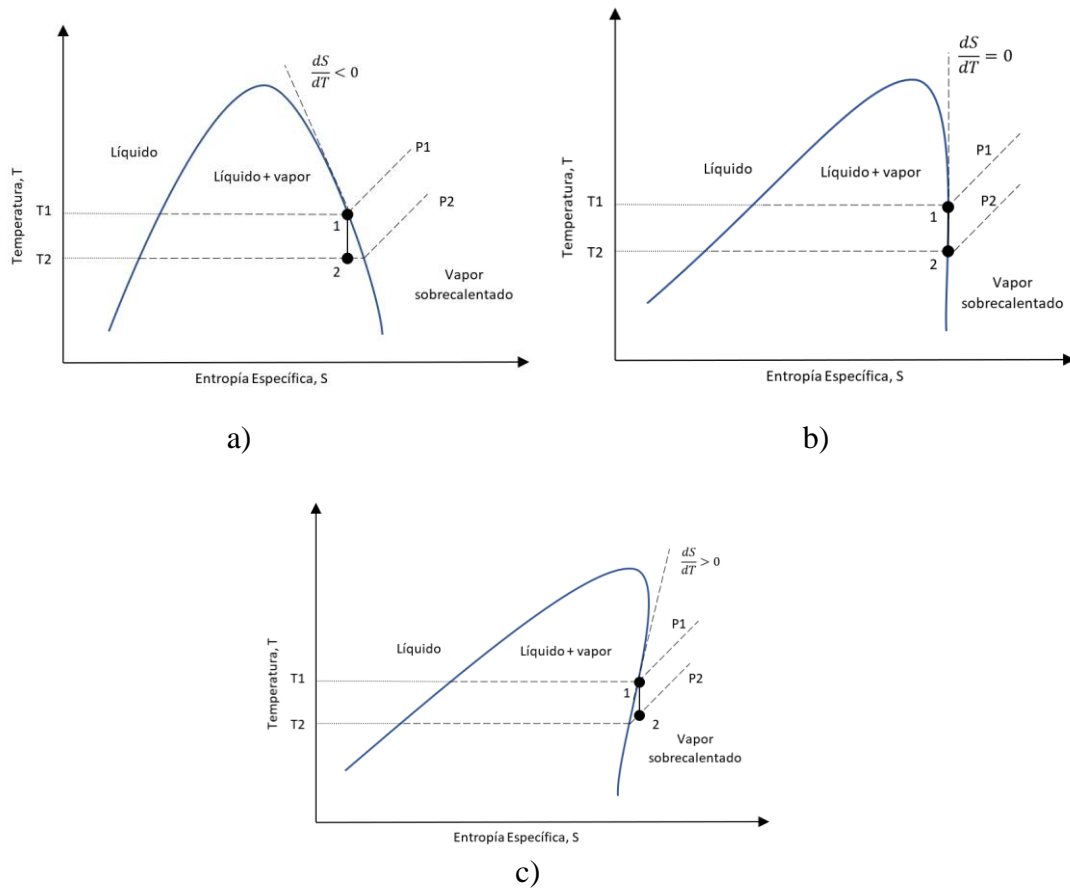 Temperatura, T
dS/dT < 0
Líquido
Líquido + vapor
P1
P2
T1
1
T2
2
Vapor
sobrecalentado
Entropía Específica, S
a)
Temperatura, T
dS/dT = 0
Líquido
Líquido + vapor
P1
P2
T1
1
T2
2
Vapor
sobrecalentado
Entropía Específica, S
b)
Temperatura, T
dS/dT > 0
Líquido
Líquido + vapor
P1
P2
T1
1
T2
2
Vapor
sobrecalentado
Entropía Específica, S
c)